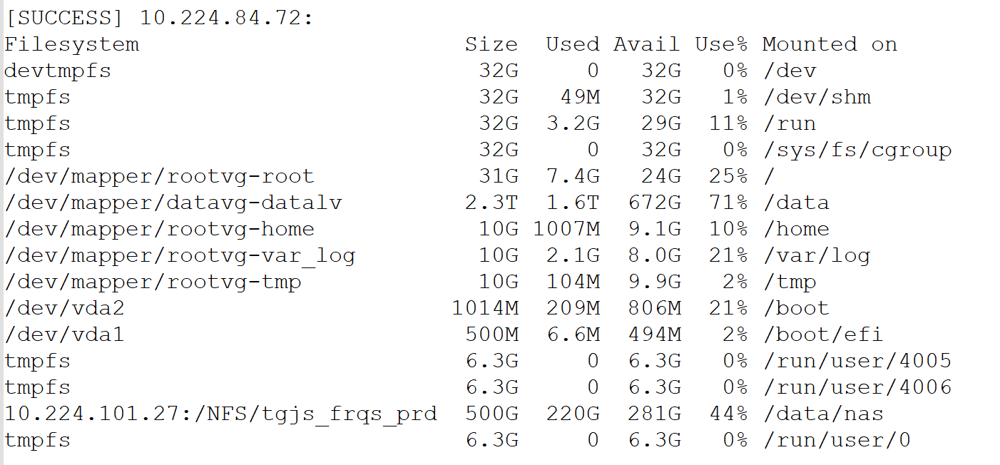 [SUCCESS] 10.224.84.72:
Filesystem                         Size  Used Avail Use% Mounted on
devtmpfs                            32G     0   32G   0% /dev
tmpfs                               32G   49M   32G   1% /dev/shm
tmpfs                               32G  3.2G   29G  11% /run
tmpfs                               32G     0   32G   0% /sys/fs/cgroup
/dev/mapper/rootvg-root             31G  7.4G   24G  25% /
/dev/mapper/datavg-datalv          2.3T  1.6T  672G  71% /data
/dev/mapper/rootvg-home             10G 1007M  9.1G  10% /home
/dev/mapper/rootvg-var_log          10G  2.1G  8.0G  21% /var/log
/dev/mapper/rootvg-tmp              10G  104M  9.9G   2% /tmp
/dev/vda2                         1014M  209M  806M  21% /boot
/dev/vda1                          500M  6.6M  494M   2% /boot/efi
tmpfs                              6.3G     0  6.3G   0% /run/user/4005
tmpfs                              6.3G     0  6.3G   0% /run/user/4006
10.224.101.27:/NFS/tgjs_frqs_prd  500G  220G  281G  44% /data/nas
tmpfs                              6.3G     0  6.3G   0% /run/user/0